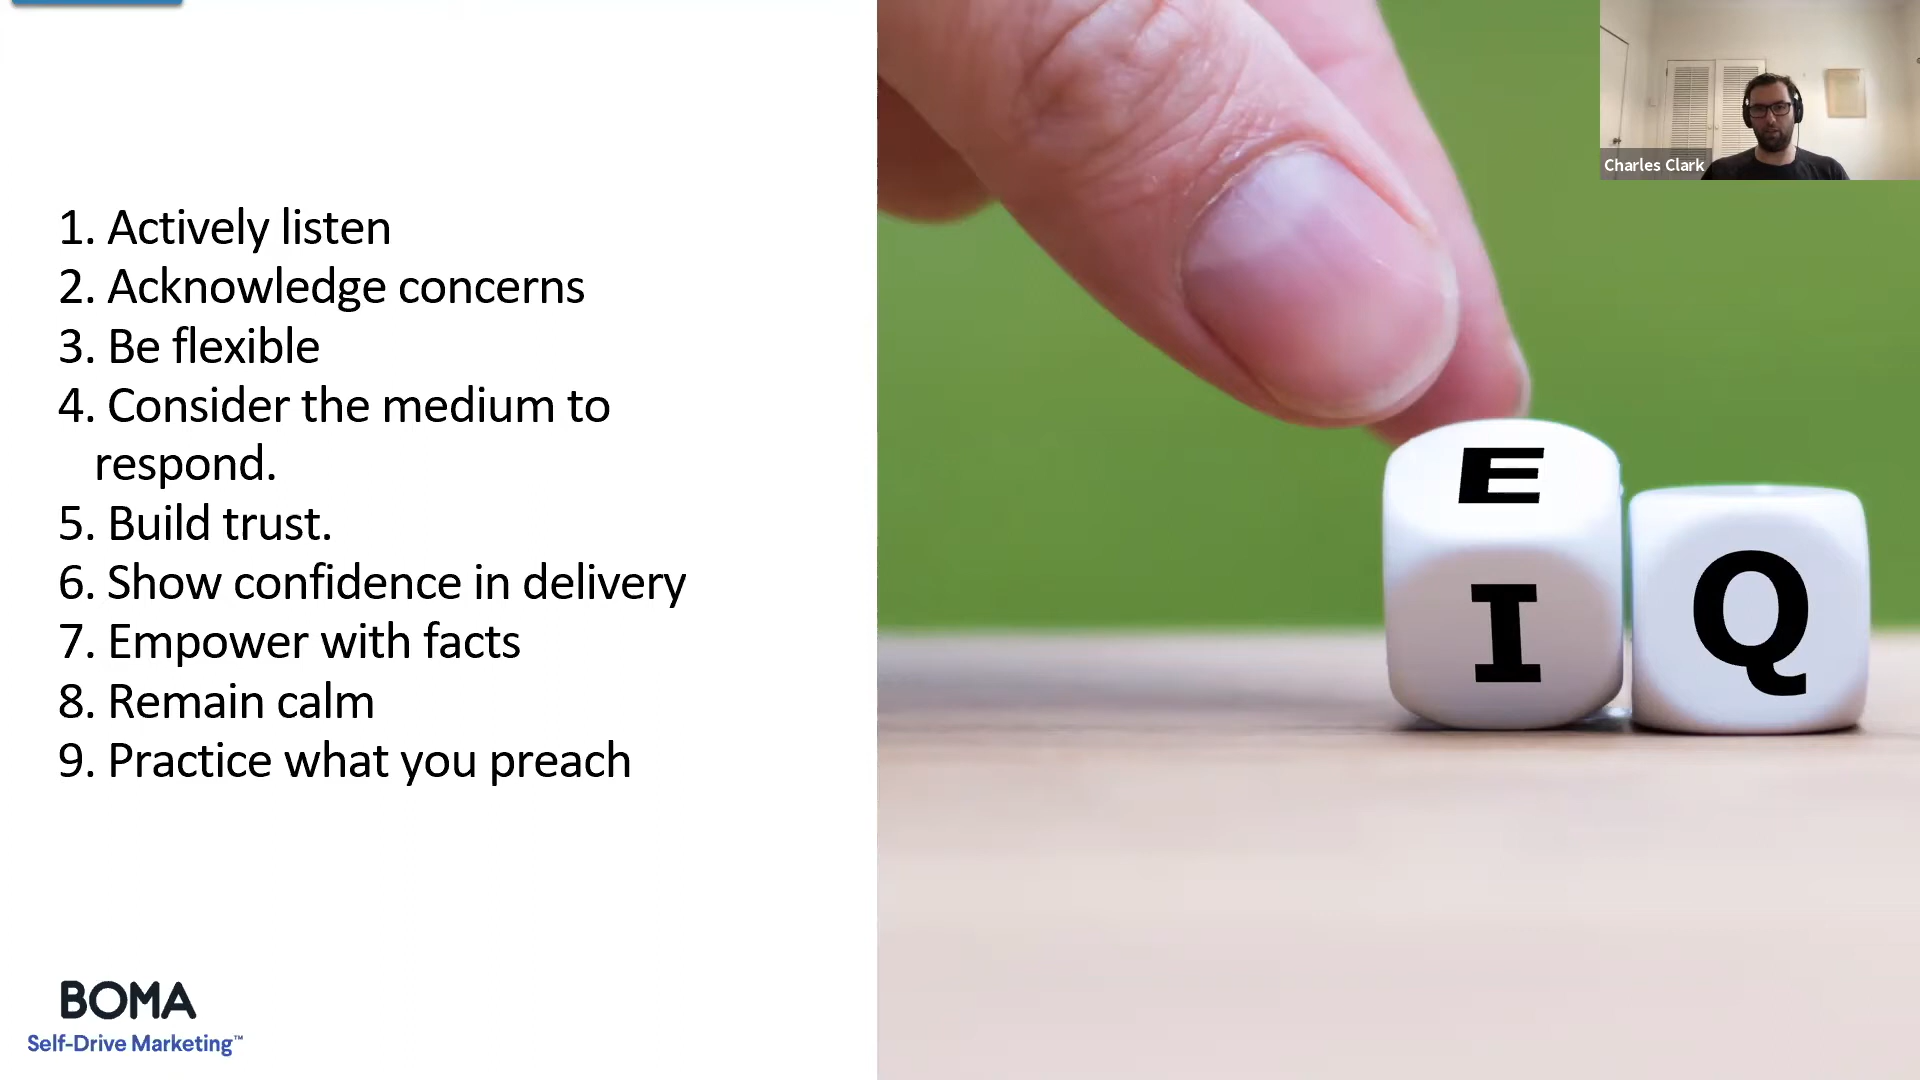 1. Actively listen
2. Acknowledge concerns
3. Be flexible
4. Consider the medium to
respond.
5. Build trust.
6. Show confidence in delivery
7. Empower with facts
8. Remain calm
9. Practice what you preach
BOMA
Self-Drive Marketing™
Charles Clark
E
I Q